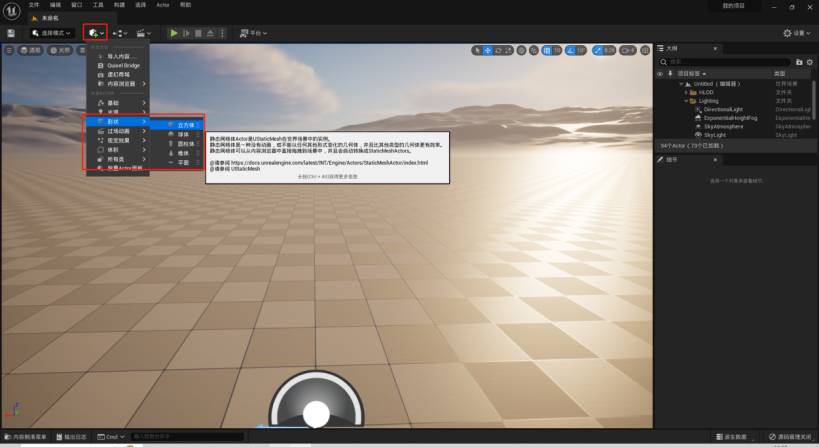 文件 编辑 窗口 工具 构建 选择 Actor 帮助
我的项目
未命名
选择模式
平台
设置
透视
光照
10
10°
0.25
4
导入内容...
Quixel Bridge
虚幻商城
内容浏览器
基础
光源
形状
过场动画
视觉效果
体积
所有类
放置Actor面板
立方体
球体
圆柱体
椎体
平面
静态网格体Actor是UStaticMesh在世界场景中的实例。
静态网格体是一种没有动画，或不能以任何其他形式变化的几何体，并且比其他类型的几何体更有效率。
静态网格体可以从内容浏览器中直接拖拽到场景中，并且会自动转换成StaticMeshActors。
@请参阅 https://docs.unrealengine.com/latest/INT/Engine/Actors/StaticMeshActor/index.html
@请参阅 UStaticMesh
长按(Ctrl + Alt)获得更多信息
大纲
搜索...
项目标签
类型
Untitled（编辑器）
世界场景
HLOD
文件夹
Lighting
文件夹
DirectionalLight
DirectionalLigl
ExponentialHeightFog
ExponentialHe
SkyAtmosphere
SkyAtmosphe
SkyLight
SkyLight
94个Actor（73个已加载）
细节
选择一个对象来查看细节。
内容侧滑菜单
输出日志
Cmd
输入控制台命令
派生数据
源码管理关闭